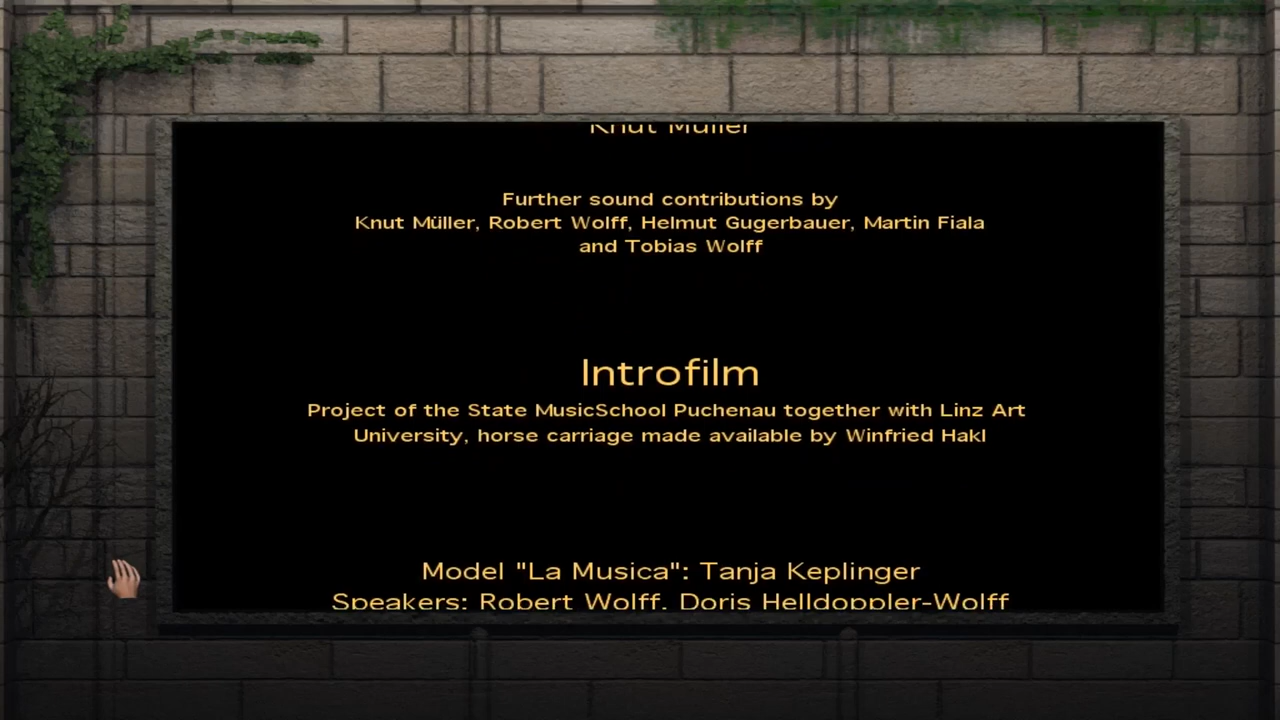 Knut Müller
Further sound contributions by
Knut Müller, Robert Wolff, Helmut Gugerbauer, Martin Fiala
and Tobias Wolff
Introfilm
Project of the State MusicSchool Puchenau together with Linz Art
University, horse carriage made available by Winfried Hakl
Model "La Musica": Tanja Keplinger
Speakers: Robert Wolff, Doris Helldoppler-Wolff